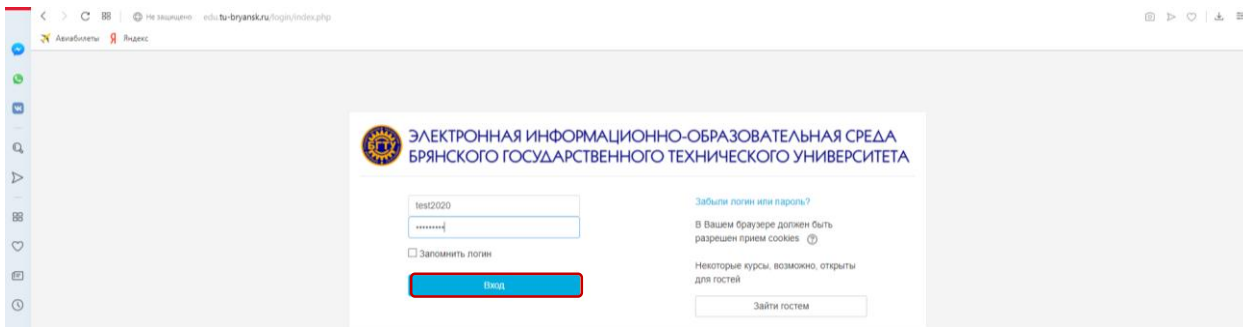 Не защищено edu.tu-bryansk.ru/login/index.php
Авиабилеты Яндекс
ЭЛЕКТРОННАЯ ИНФОРМАЦИОННО-ОБРАЗОВАТЕЛЬНАЯ СРЕДА
БРЯНСКОГО ГОСУДАРСТВЕННОГО ТЕХНИЧЕСКОГО УНИВЕРСИТЕТА
БГТУ
test2020
•••••••••
Запомнить логин
Вход
Забыли логин или пароль?
В Вашем браузере должен быть
разрешен прием cookies
Некоторые курсы, возможно, открыты
для гостей
Зайти гостем